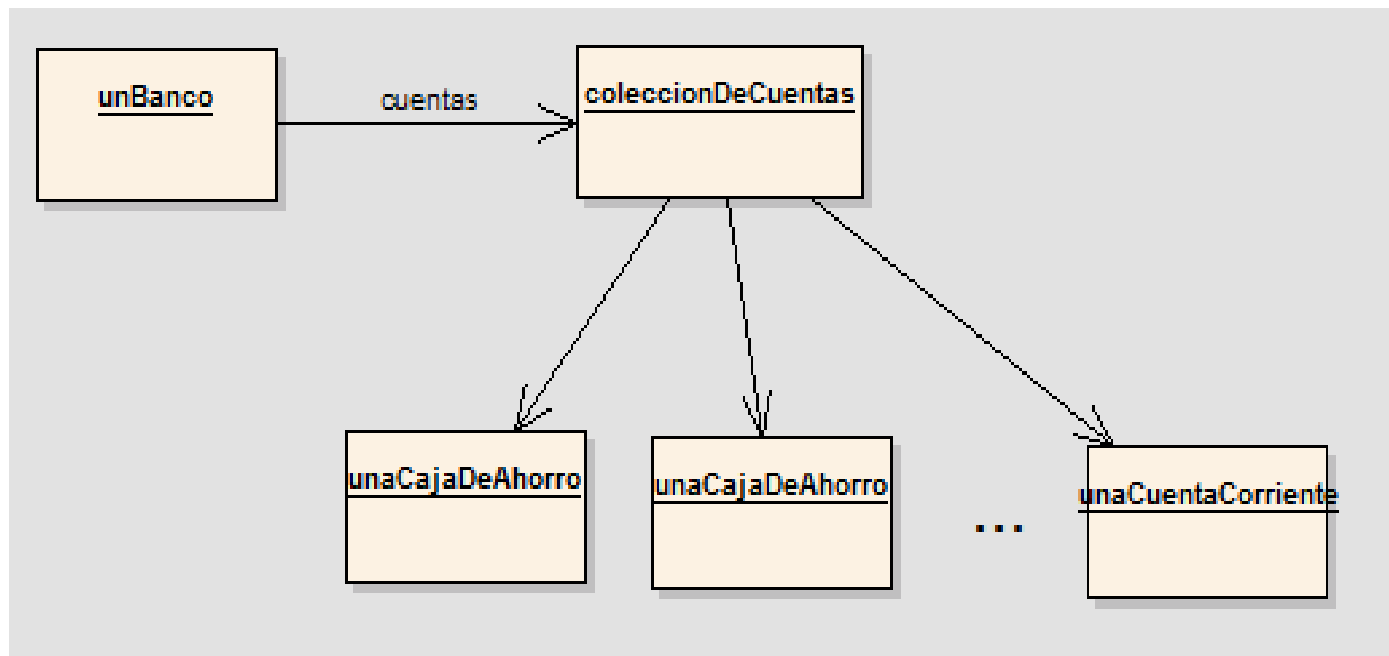 unBanco
cuentas
coleccionDeCuentas
unaCajaDeAhorro
unaCajaDeAhorro
...
unaCuentaCorriente